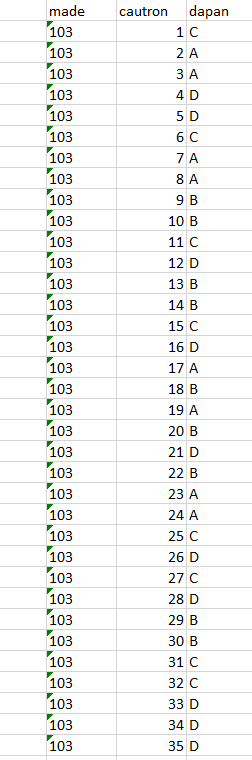 made cautron dapan
103 1 C
103 2 A
103 3 A
103 4 D
103 5 D
103 6 C
103 7 A
103 8 A
103 9 B
103 10 B
103 11 C
103 12 D
103 13 B
103 14 B
103 15 C
103 16 D
103 17 A
103 18 B
103 19 A
103 20 B
103 21 D
103 22 B
103 23 A
103 24 A
103 25 C
103 26 D
103 27 C
103 28 D
103 29 B
103 30 B
103 31 C
103 32 C
103 33 D
103 34 D
103 35 D